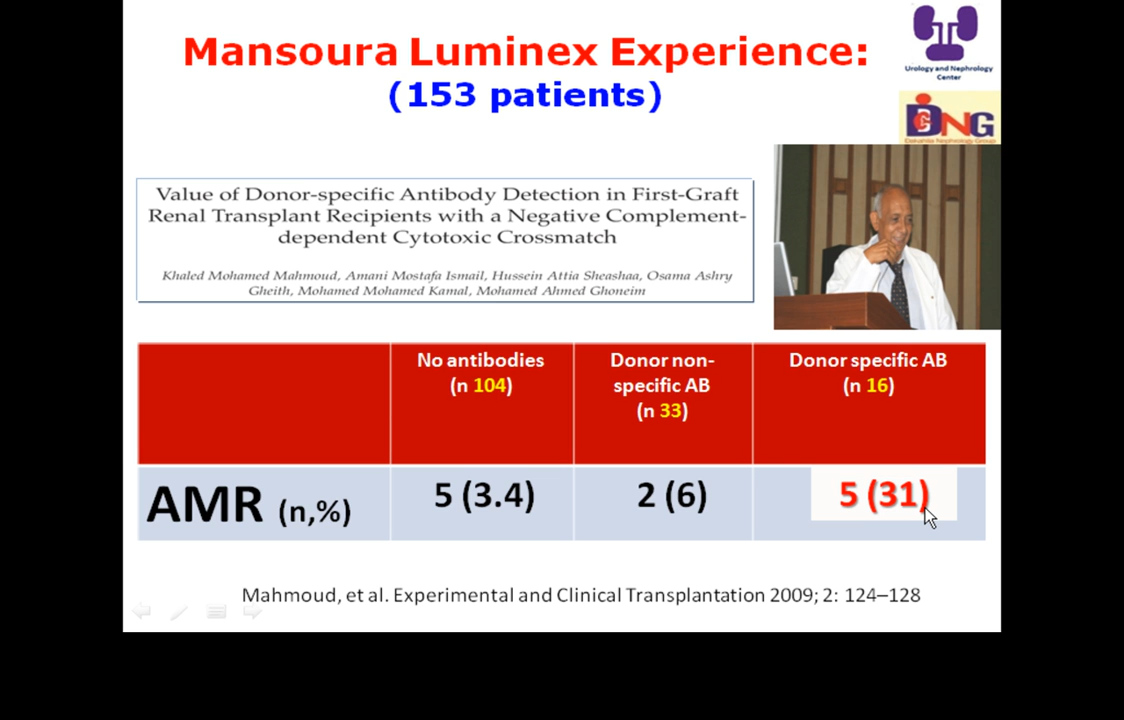 Mansoura Luminex Experience:
(153 patients)
Urology and Nephrology
Center
DNG
Dakahlia Nephrology Group
Value of Donor-specific Antibody Detection in First-Graft
Renal Transplant Recipients with a Negative Complement-
dependent Cytotoxic Crossmatch
Khaled Mohamed Mahmoud, Amani Mostafa Ismail, Hussein Attia Sheashaa, Osama Ashry
Gheith, Mohamed Mohamed Kamal, Mohamed Ahmed Ghoneim
No antibodies
(n 104)
Donor non-
specific AB
(n 33)
Donor specific AB
(n 16)
AMR (n,%)
5 (3.4)
2 (6)
5 (31)
Mahmoud, et al. Experimental and Clinical Transplantation 2009; 2: 124–128